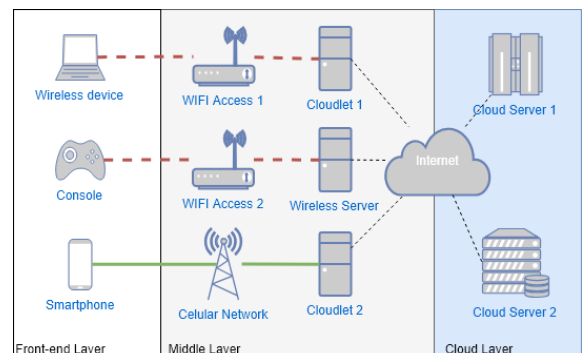 Wireless device
WIFI Access 1
Cloudlet 1
Cloud Server 1
Internet
Console
WIFI Access 2
Wireless Server
Smartphone
Celular Network
Cloudlet 2
Cloud Server 2
Front-end Layer
Middle Layer
Cloud Layer